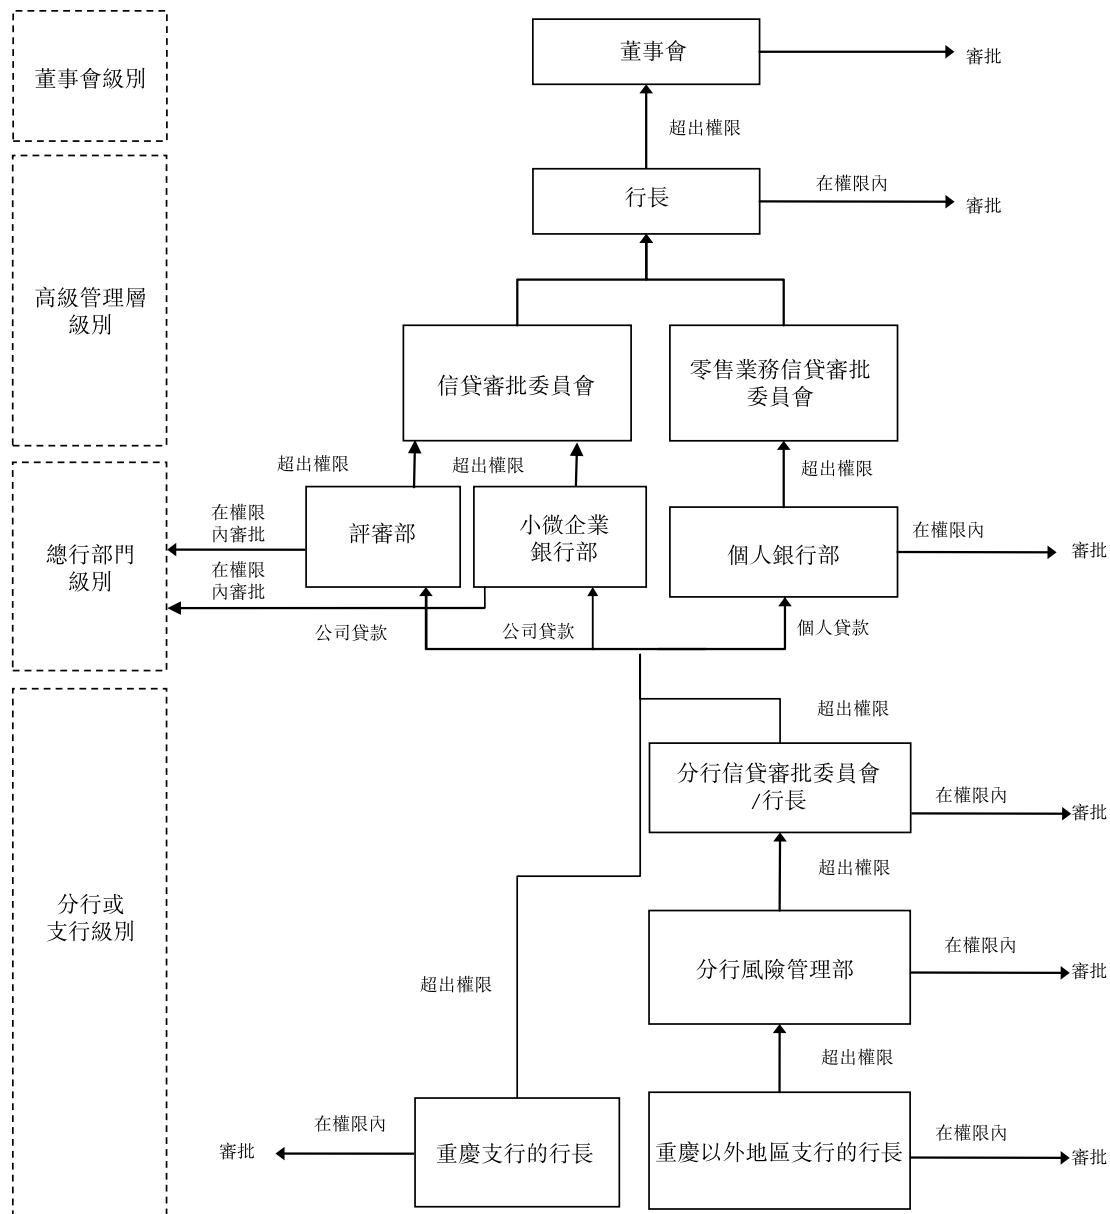 董事會
審批
董事會級別
超出權限
行長
在權限內
審批
高級管理層
級別
信貸審批委員會
零售業務信貸審批
委員會
超出權限
超出權限
超出權限
在權限
內審批
評審部
小微企業
銀行部
個人銀行部
在權限內
審批
總行部門
級別
在權限
內審批
公司貸款
公司貸款
個人貸款
超出權限
分行信貸審批委員會
/行長
在權限內
審批
超出權限
分行或
支行級別
分行風險管理部
在權限內
審批
超出權限
超出權限
在權限內
審批
重慶支行的行長
重慶以外地區支行的行長
在權限內
審批